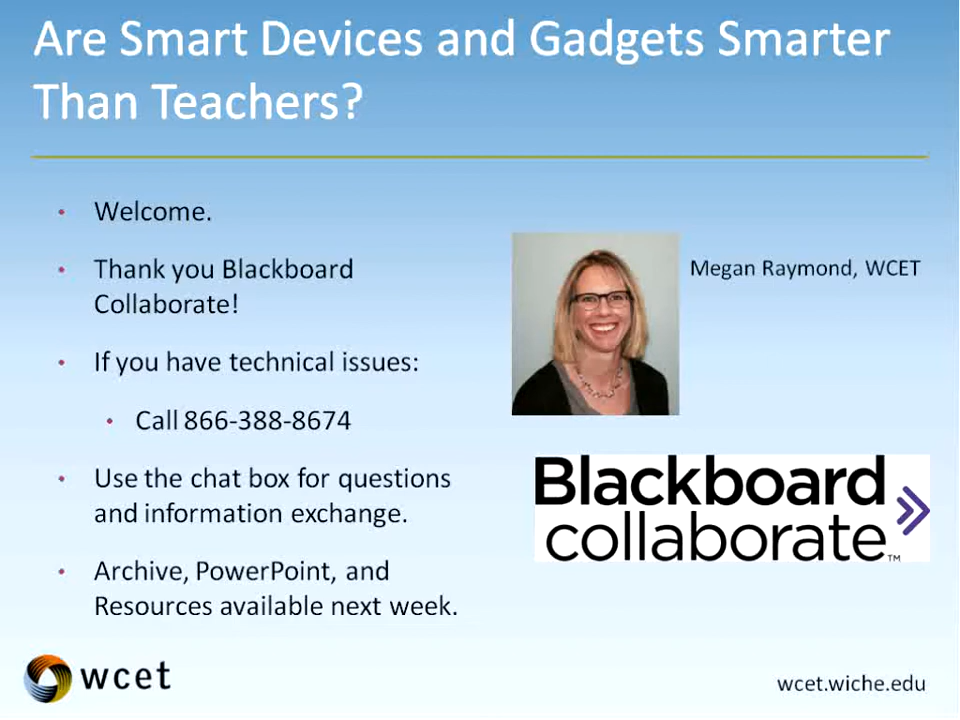 Are Smart Devices and Gadgets Smarter
Than Teachers?
• Welcome.
• Thank you Blackboard
Collaborate!
• If you have technical issues:
• Call 866-388-8674
• Use the chat box for questions
and information exchange.
• Archive, PowerPoint, and
Resources available next week.
Megan Raymond, WCET
Blackboard
collaborate™
wcet
wcet.wiche.edu